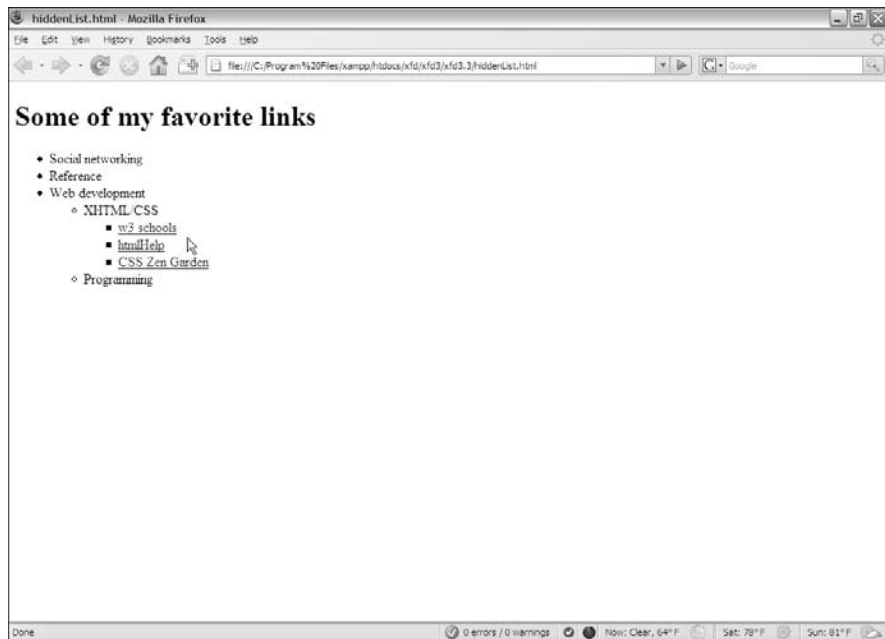 hiddenList.html - Mozilla Firefox
File Edit View History Bookmarks Tools Help
file:///C:/Program%20Files/xampp/htdocs/xfd/xfd3/xfd3.3/hiddenList.html G Google
Some of my favorite links
Social networking
Reference
Web development
XHTML/CSS
w3 schools
htmlHelp
CSS Zen Garden
Programming
Done 0 errors / 0 warnings Now: Clear, 64° F Sat: 78° F Sun: 81° F